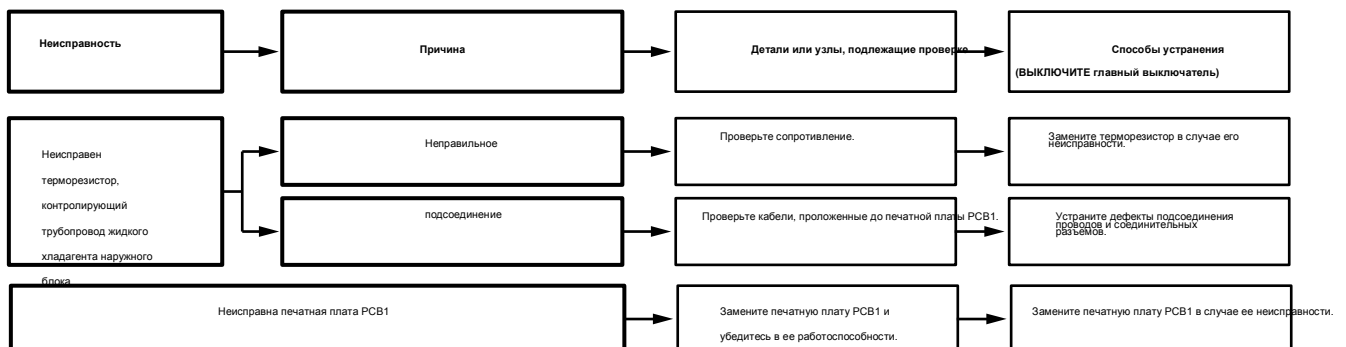 Неисправность
Причина
Детали или узлы, подлежащие проверке
Способы устранения
(ВЫКЛЮЧИТЕ главный выключатель)
Неисправен
терморезистор,
контролирующий
трубопровод жидкого
хладагента наружного
блока
Неправильное
Проверьте сопротивление.
Замените терморезистор в случае его
неисправности.
подсоединение
Проверьте кабели, проложенные до печатной платы PCB1.
Устраните дефекты подсоединения
проводов и соединительных
разъемов.
Неисправна печатная плата PCB1
Замените печатную плату PCB1 и
убедитесь в ее работоспособности.
Замените печатную плату PCB1 в случае ее неисправности.